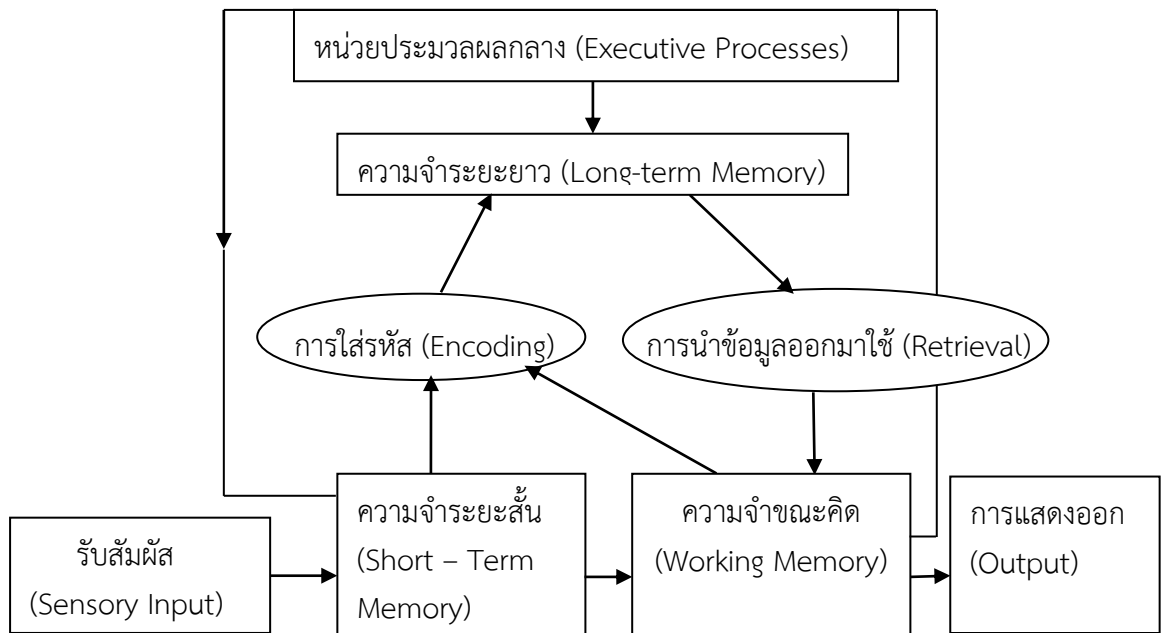 หน่วยประมวลผลกลาง (Executive Processes)
ความจำระยะยาว (Long-term Memory)
การใส่รหัส (Encoding)
การนำข้อมูลออกมาใช้ (Retrieval)
รับสัมผัส
(Sensory Input)
ความจำระยะสั้น
(Short – Term
Memory)
ความจำขณะคิด
(Working Memory)
การแสดงออก
(Output)